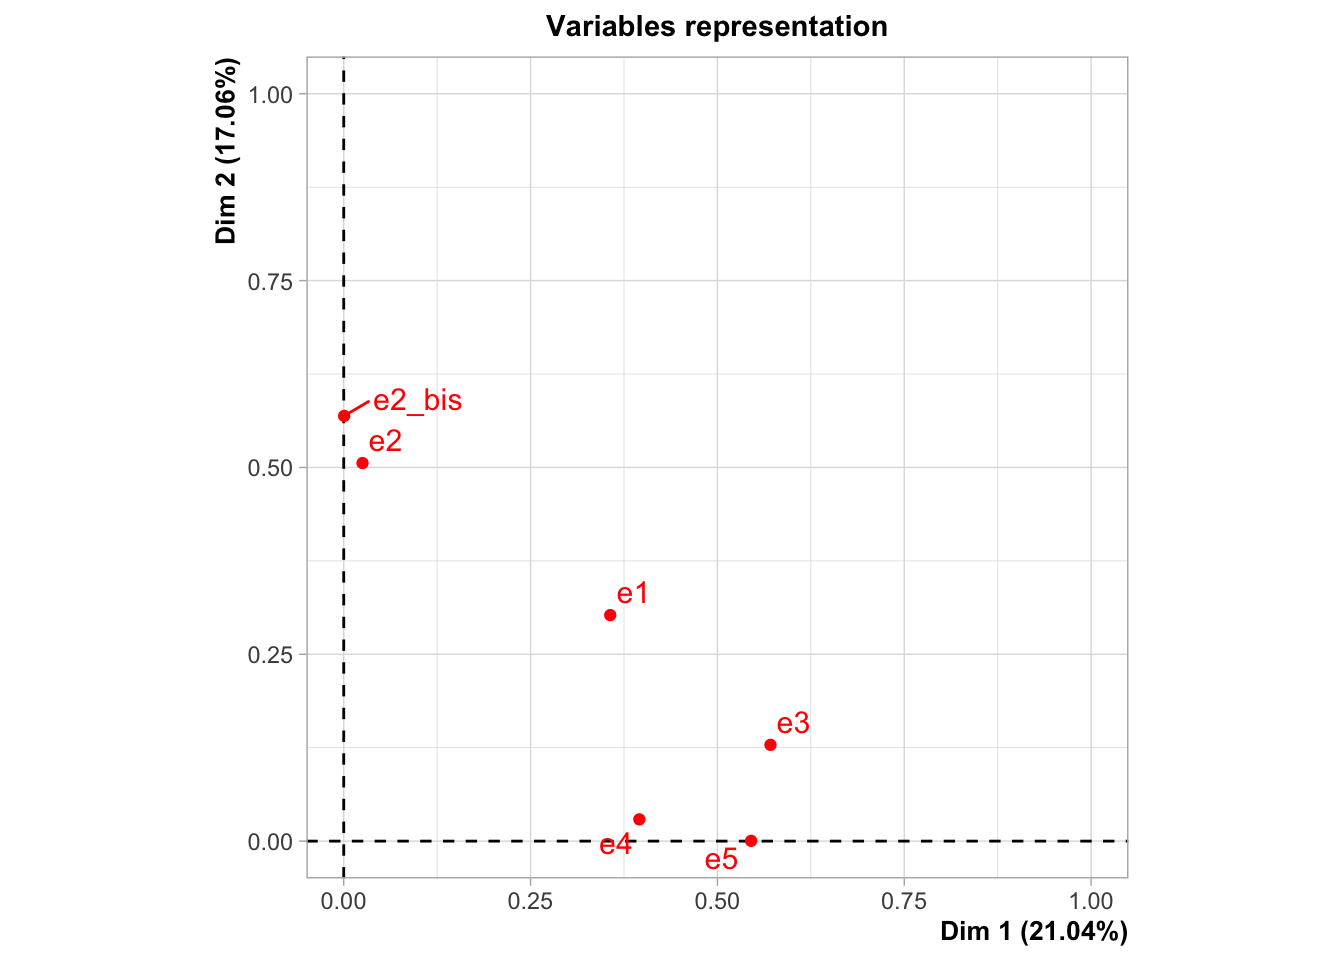 Variables representation
Dim 2 (17.06%)
1.00
0.75
0.50
0.25
0.00
e2_bis
e2
e1
e3
e4
e5
0.00 0.25 0.50 0.75 1.00
Dim 1 (21.04%)